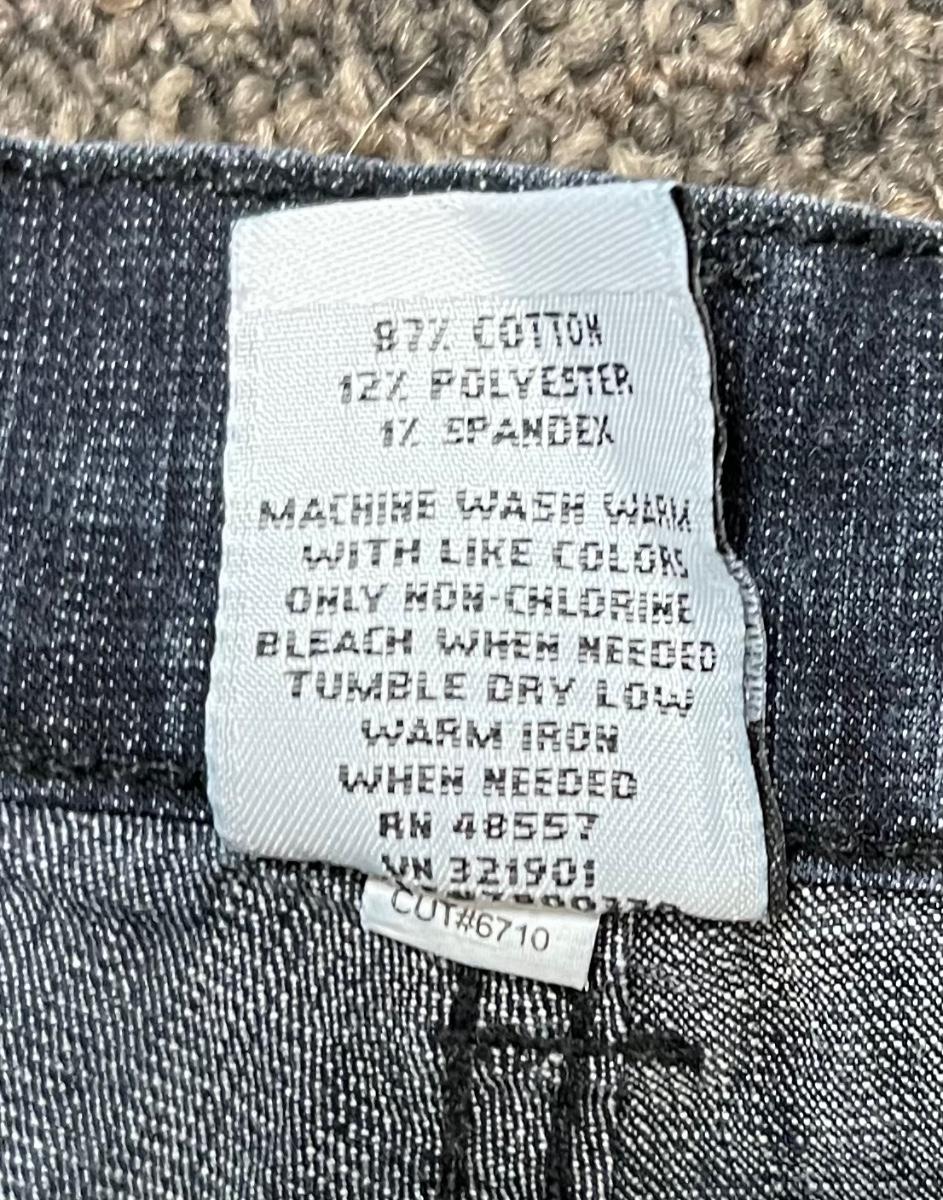 87% COTTON
12% POLYESTER
1% SPANDEX
MACHINE WASH WARM
WITH LIKE COLORS
ONLY NON-CHLORINE
BLEACH WHEN NEEDED
TUMBLE DRY LOW
WARM IRON
WHEN NEEDED
RN 48557
VN 321901
CUT#6710